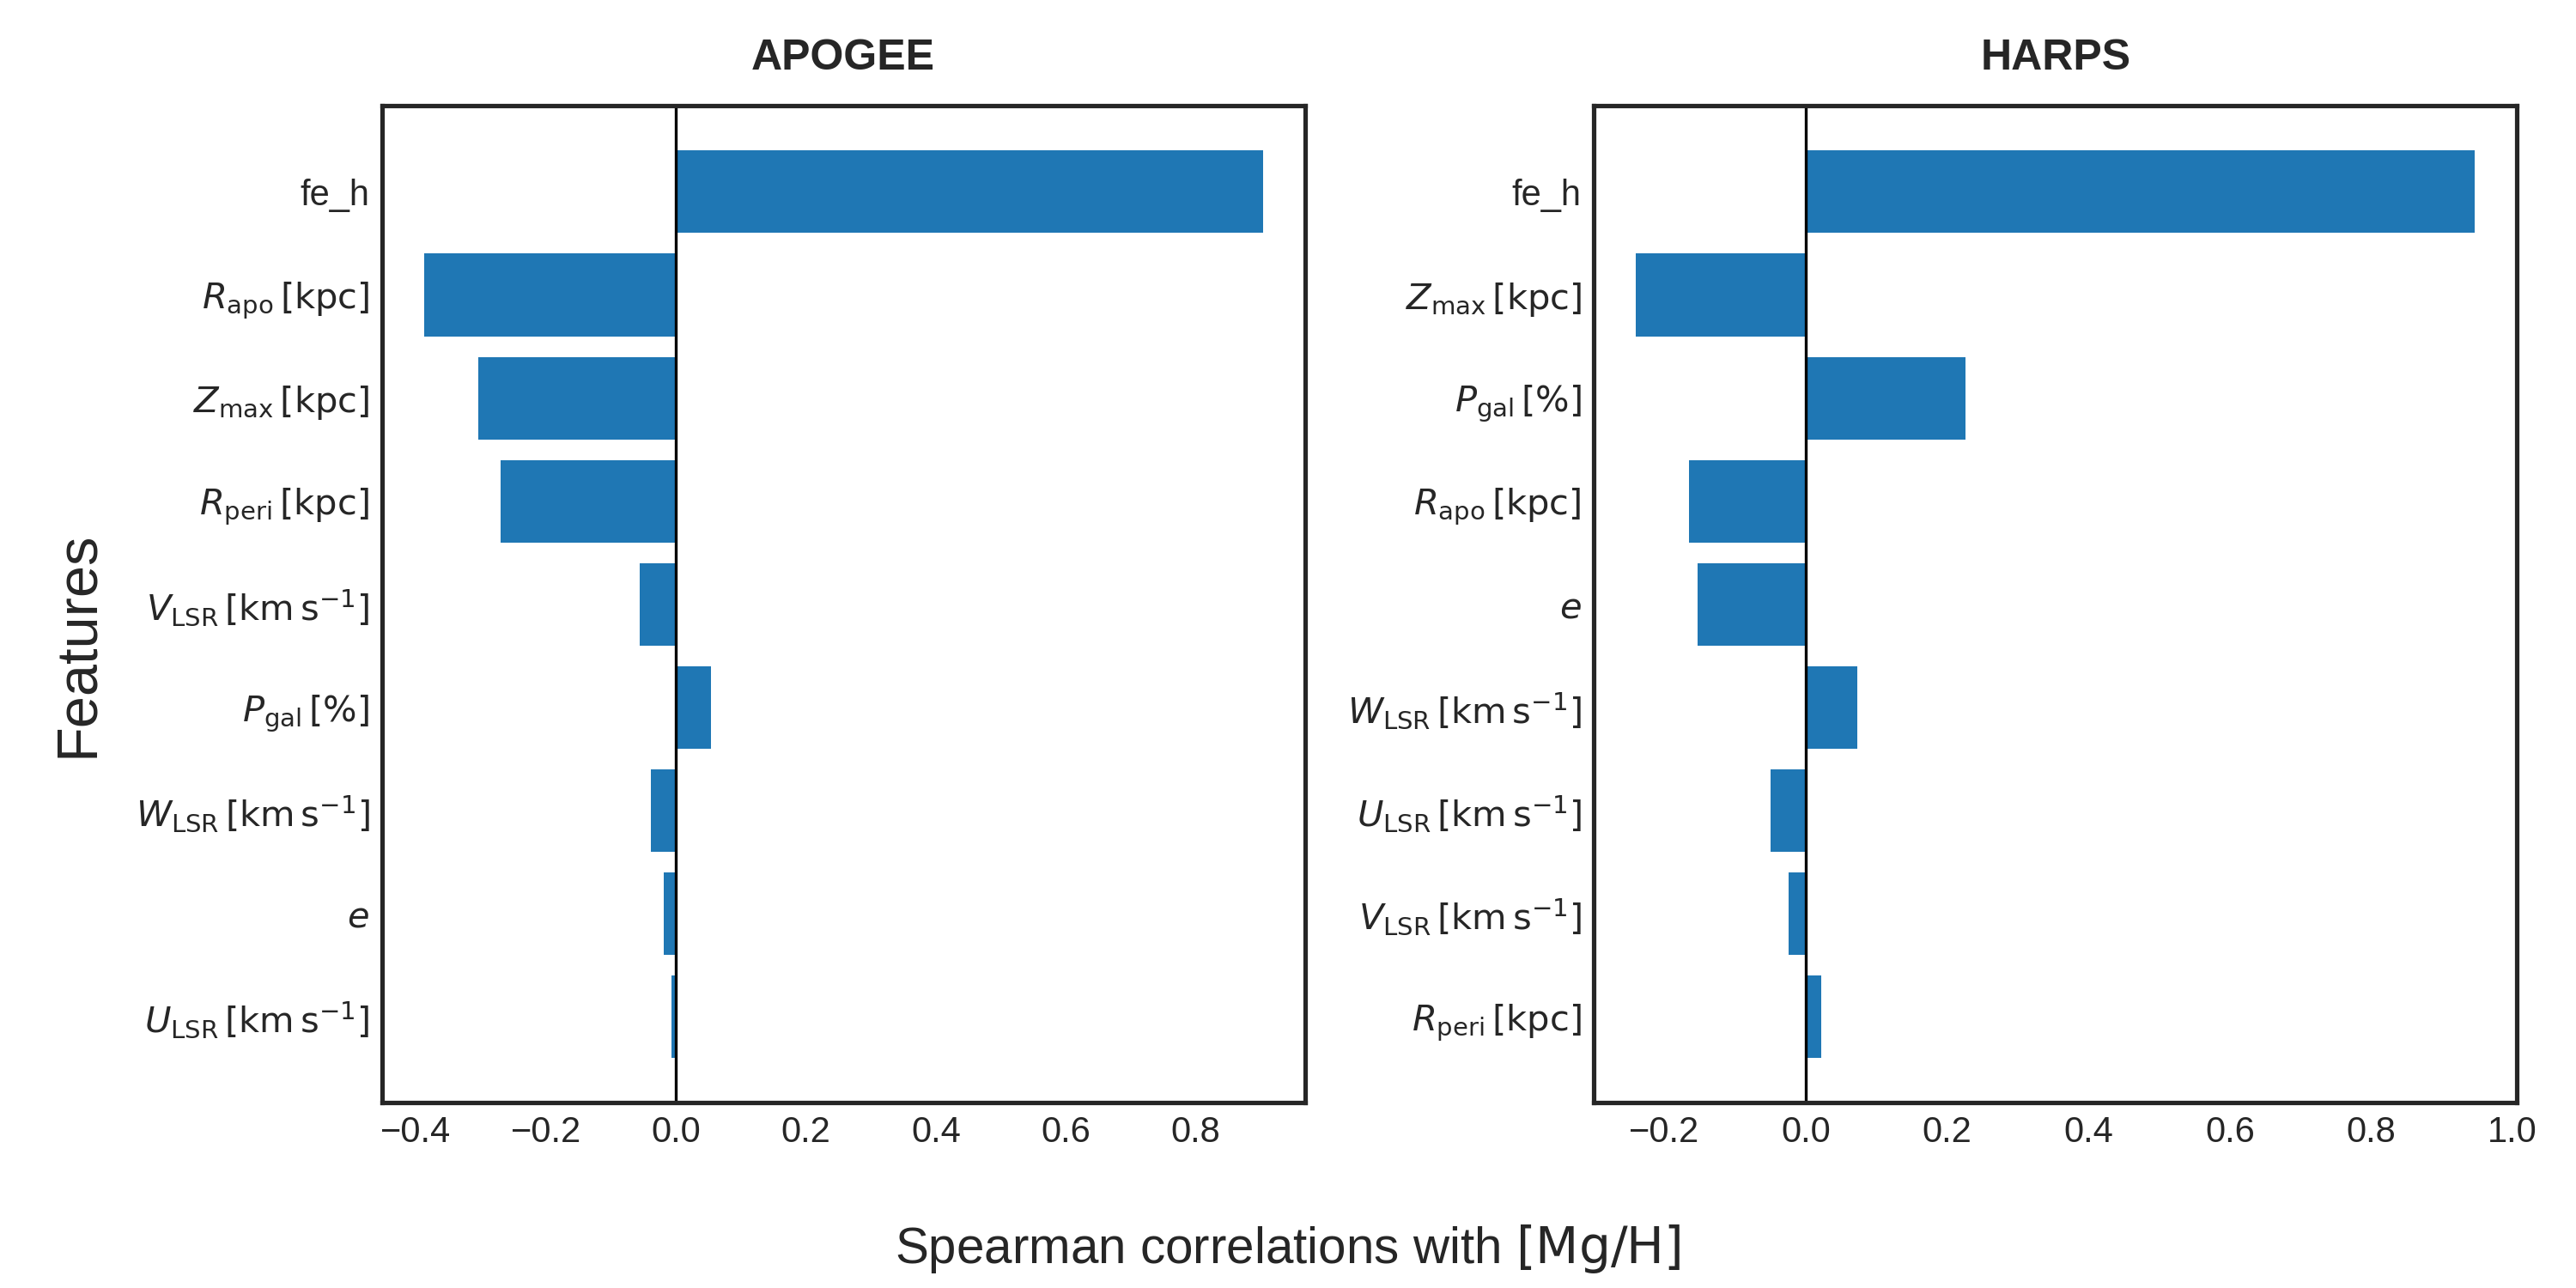 APOGEE
HARPS
Features
fe_h
R_apo [kpc]
Z_max [kpc]
R_peri [kpc]
V_LSR [km s⁻¹]
P_gal [%]
W_LSR [km s⁻¹]
e
U_LSR [km s⁻¹]
−0.4 −0.2 0.0 0.2 0.4 0.6 0.8
fe_h
Z_max [kpc]
P_gal [%]
R_apo [kpc]
e
W_LSR [km s⁻¹]
U_LSR [km s⁻¹]
V_LSR [km s⁻¹]
R_peri [kpc]
−0.2 0.0 0.2 0.4 0.6 0.8 1.0
Spearman correlations with [Mg/H]